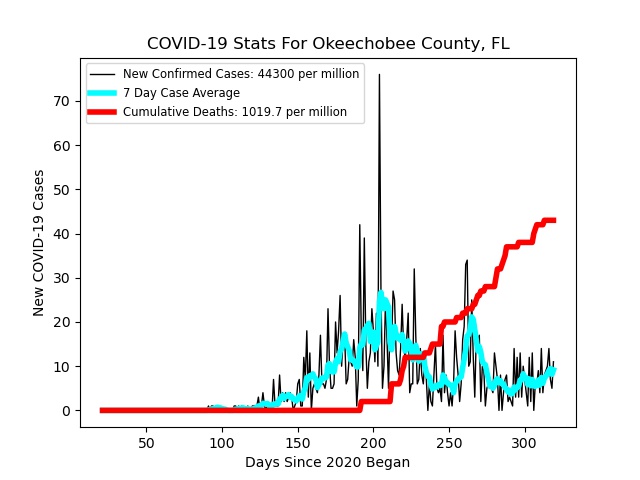 COVID-19 Stats For Okeechobee County, FL
New Confirmed Cases: 44300 per million
7 Day Case Average
Cumulative Deaths: 1019.7 per million
New COVID-19 Cases
70
60
50
40
30
20
10
0
50 100 150 200 250 300
Days Since 2020 Began